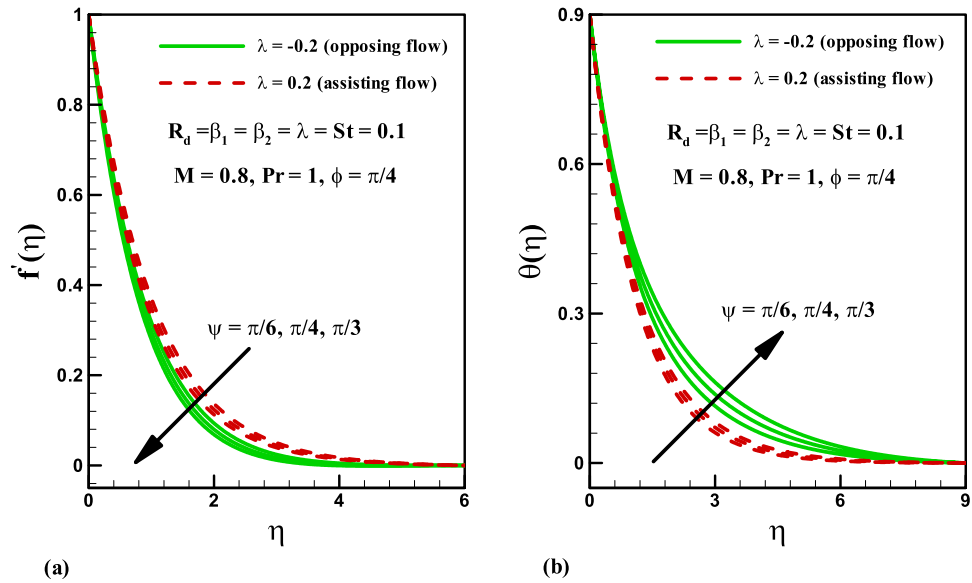 1
0.8
0.6
0.4
0.2
0
0
2
4
6
f'(η)
η
λ = -0.2 (opposing flow)
λ = 0.2 (assisting flow)
R_d =β_1 = β_2 = λ = St = 0.1
M = 0.8, Pr = 1, ϕ = π/4
ψ = π/6, π/4, π/3
(a)
0.9
0.6
0.3
0
0
3
6
9
θ(η)
η
λ = -0.2 (opposing flow)
λ = 0.2 (assisting flow)
R_d =β_1 = β_2 = λ = St = 0.1
M = 0.8, Pr = 1, ϕ = π/4
ψ = π/6, π/4, π/3
(b)